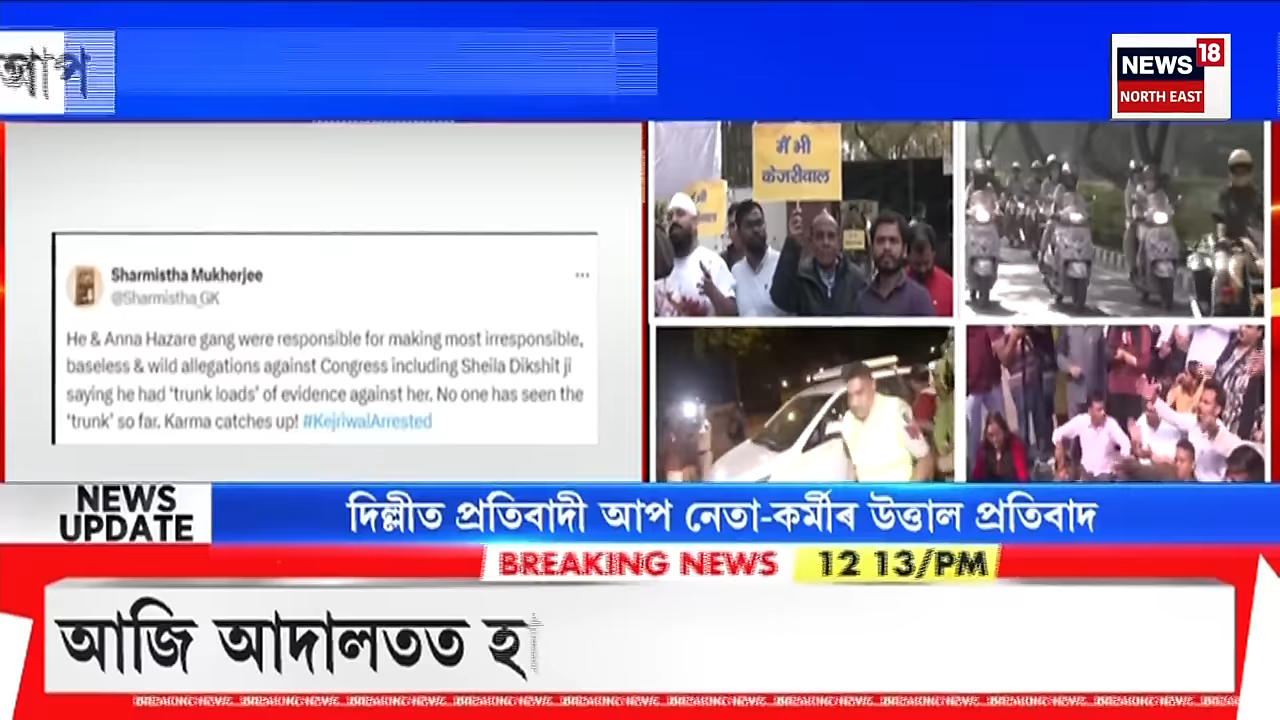 আপ
NEWS 18
NORTH EAST
मैं भी
केजरीवाल
Sharmistha Mukherjee
@Sharmistha_GK
He & Anna Hazare gang were responsible for making most irresponsible,
baseless & wild allegations against Congress including Sheila Dikshit ji
saying he had ‘trunk loads’ of evidence against her. No one has seen the
‘trunk’ so far. Karma catches up! #KejriwalArrested
NEWS
UPDATE
দিল্লীত প্ৰতিবাদী আপ নেতা-কৰ্মীৰ উত্তাল প্ৰতিবাদ
BREAKING NEWS
12 13/PM
আজি আদালতত হ